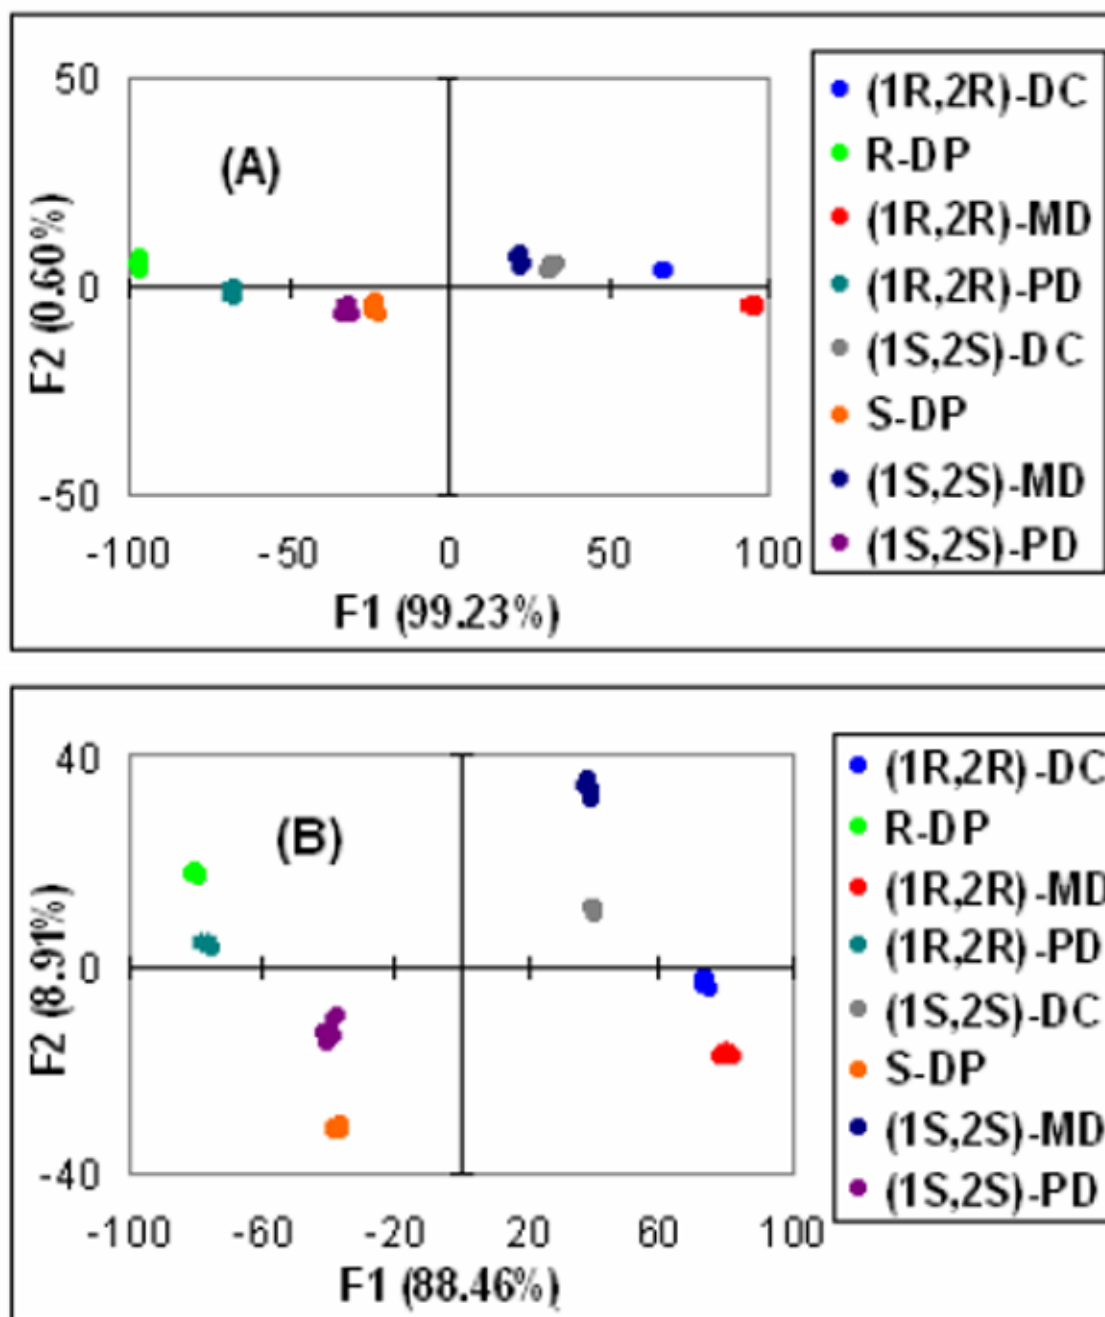 50
(A)
F2 (0.60%)
0
-50
-100 -50 0 50 100
F1 (99.23%)
(1R,2R)-DC
R-DP
(1R,2R)-MD
(1R,2R)-PD
(1S,2S)-DC
S-DP
(1S,2S)-MD
(1S,2S)-PD
40
(B)
F2 (8.91%)
0
-40
-100 -60 -20 20 60 100
F1 (88.46%)
(1R,2R)-DC
R-DP
(1R,2R)-MD
(1R,2R)-PD
(1S,2S)-DC
S-DP
(1S,2S)-MD
(1S,2S)-PD